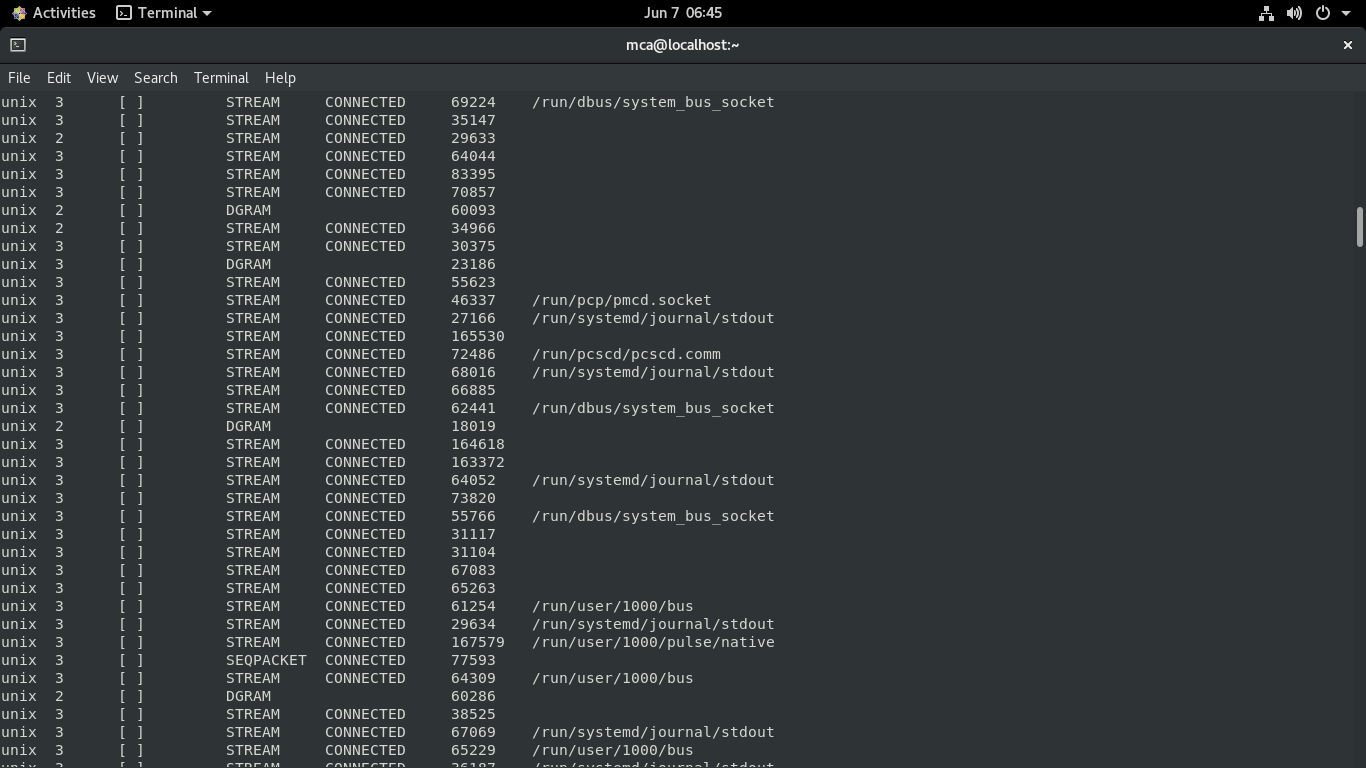 Activities Terminal Jun 7 06:45
mca@localhost:~
File Edit View Search Terminal Help
unix 3 [ ] STREAM CONNECTED 69224 /run/dbus/system_bus_socket
unix 3 [ ] STREAM CONNECTED 35147
unix 2 [ ] STREAM CONNECTED 29633
unix 3 [ ] STREAM CONNECTED 64044
unix 3 [ ] STREAM CONNECTED 83395
unix 3 [ ] STREAM CONNECTED 70857
unix 2 [ ] DGRAM 60093
unix 2 [ ] STREAM CONNECTED 34966
unix 3 [ ] STREAM CONNECTED 30375
unix 3 [ ] DGRAM 23186
unix 3 [ ] STREAM CONNECTED 55623
unix 3 [ ] STREAM CONNECTED 46337 /run/pcp/pmcd.socket
unix 3 [ ] STREAM CONNECTED 27166 /run/systemd/journal/stdout
unix 3 [ ] STREAM CONNECTED 165530
unix 3 [ ] STREAM CONNECTED 72486 /run/pcscd/pcscd.comm
unix 3 [ ] STREAM CONNECTED 68016 /run/systemd/journal/stdout
unix 3 [ ] STREAM CONNECTED 66885
unix 3 [ ] STREAM CONNECTED 62441 /run/dbus/system_bus_socket
unix 2 [ ] DGRAM 18019
unix 3 [ ] STREAM CONNECTED 164618
unix 3 [ ] STREAM CONNECTED 163372
unix 3 [ ] STREAM CONNECTED 64052 /run/systemd/journal/stdout
unix 3 [ ] STREAM CONNECTED 73820
unix 3 [ ] STREAM CONNECTED 55766 /run/dbus/system_bus_socket
unix 3 [ ] STREAM CONNECTED 31117
unix 3 [ ] STREAM CONNECTED 31104
unix 3 [ ] STREAM CONNECTED 67083
unix 3 [ ] STREAM CONNECTED 65263
unix 3 [ ] STREAM CONNECTED 61254 /run/user/1000/bus
unix 3 [ ] STREAM CONNECTED 29634 /run/systemd/journal/stdout
unix 3 [ ] STREAM CONNECTED 167579 /run/user/1000/pulse/native
unix 3 [ ] SEQPACKET CONNECTED 77593
unix 3 [ ] STREAM CONNECTED 64309 /run/user/1000/bus
unix 2 [ ] DGRAM 60286
unix 3 [ ] STREAM CONNECTED 38525
unix 3 [ ] STREAM CONNECTED 67069 /run/systemd/journal/stdout
unix 3 [ ] STREAM CONNECTED 65229 /run/user/1000/bus
unix 3 [ ] STREAM CONNECTED 36187 /run/systemd/journal/stdout